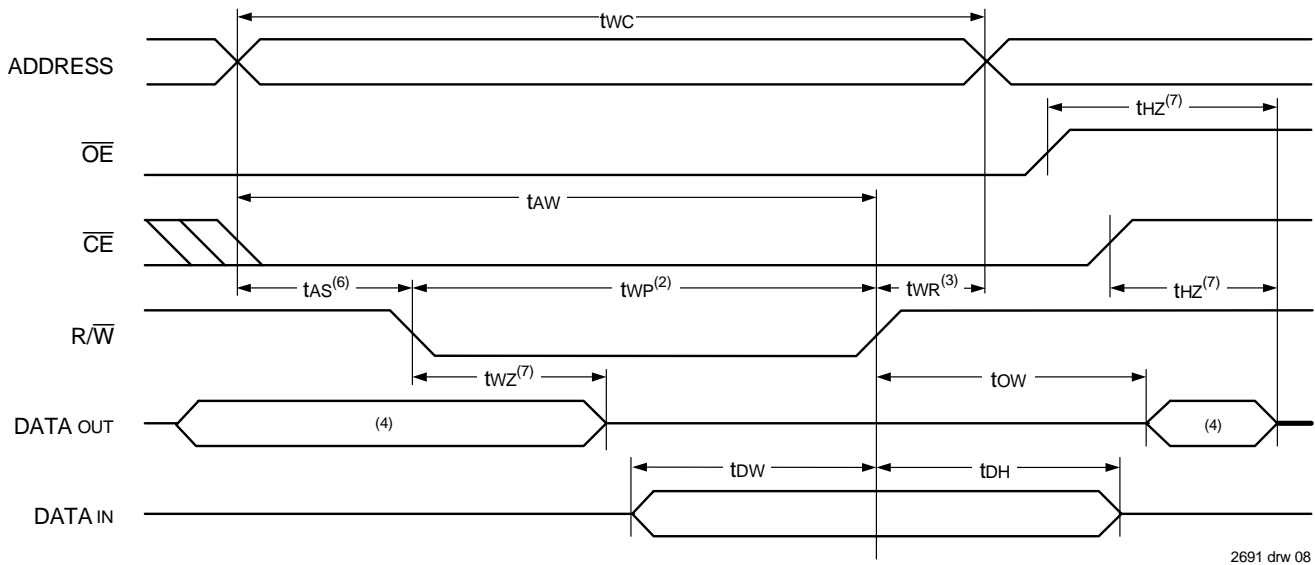 tWC
ADDRESS
tHZ(7)
OE
tAW
CE
tAS(6) tWP(2) tWR(3) tHZ(7)
R/W
tWZ(7) tOW
DATA OUT (4) (4)
tDW tDH
DATA IN
2691 drw 08